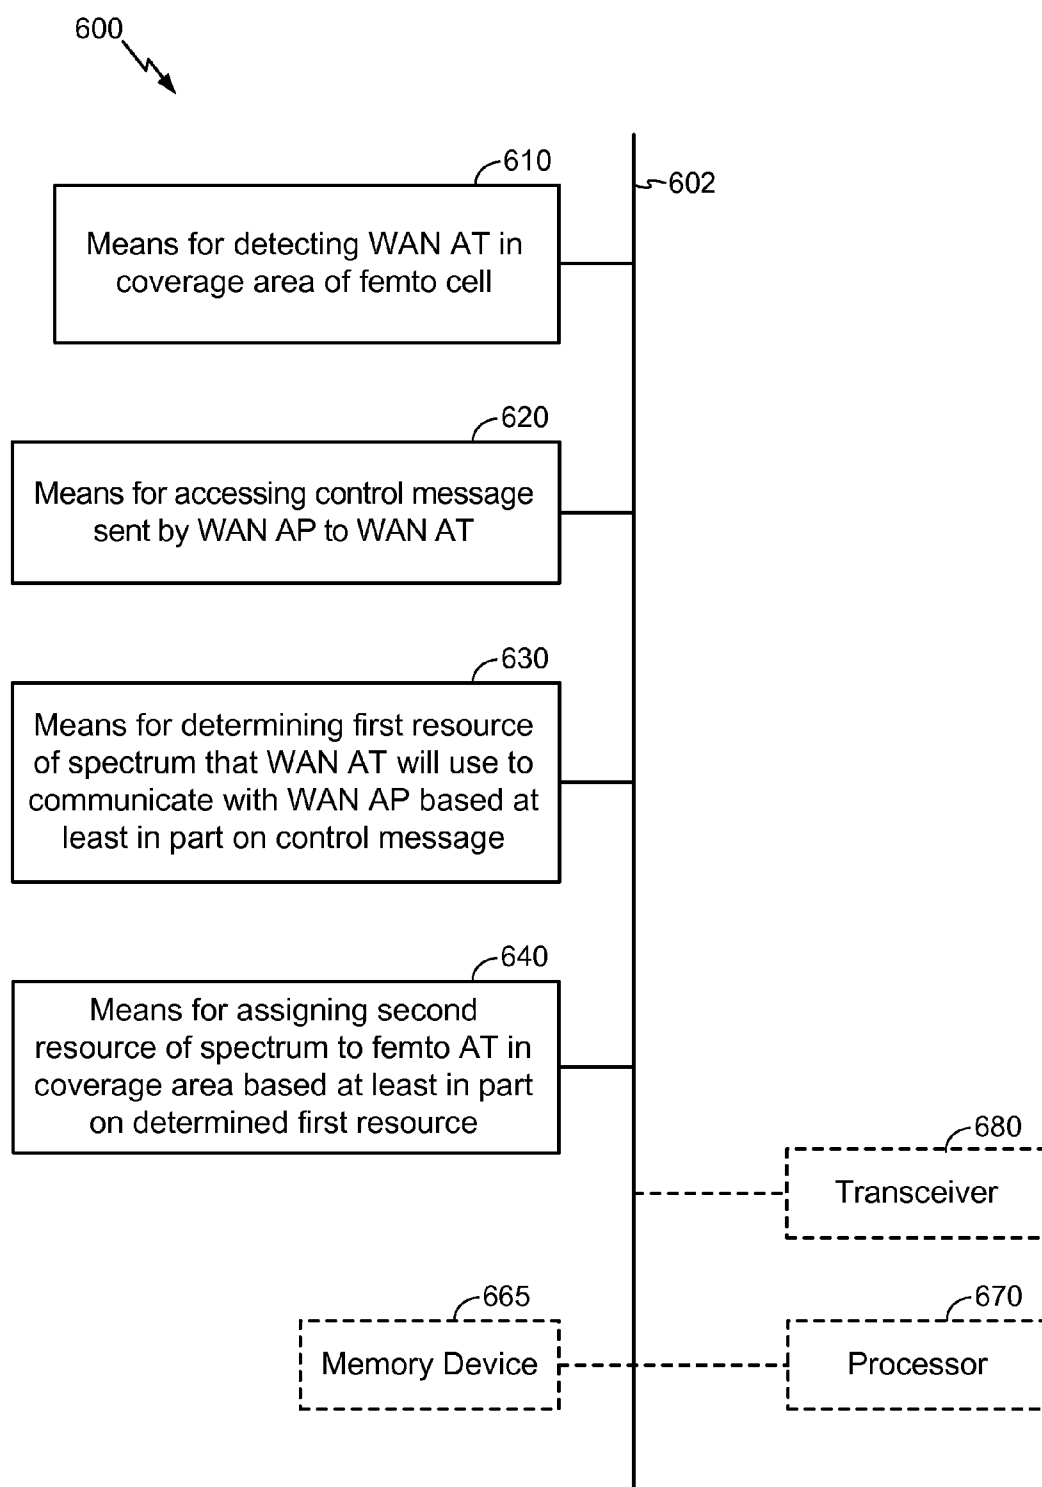 600
610
602
Means for detecting WAN AT in
coverage area of femto cell
620
Means for accessing control message
sent by WAN AP to WAN AT
630
Means for determining first resource
of spectrum that WAN AT will use to
communicate with WAN AP based at
least in part on control message
640
Means for assigning second
resource of spectrum to femto AT in
coverage area based at least in part
on determined first resource
680
Transceiver
665
Memory Device
670
Processor